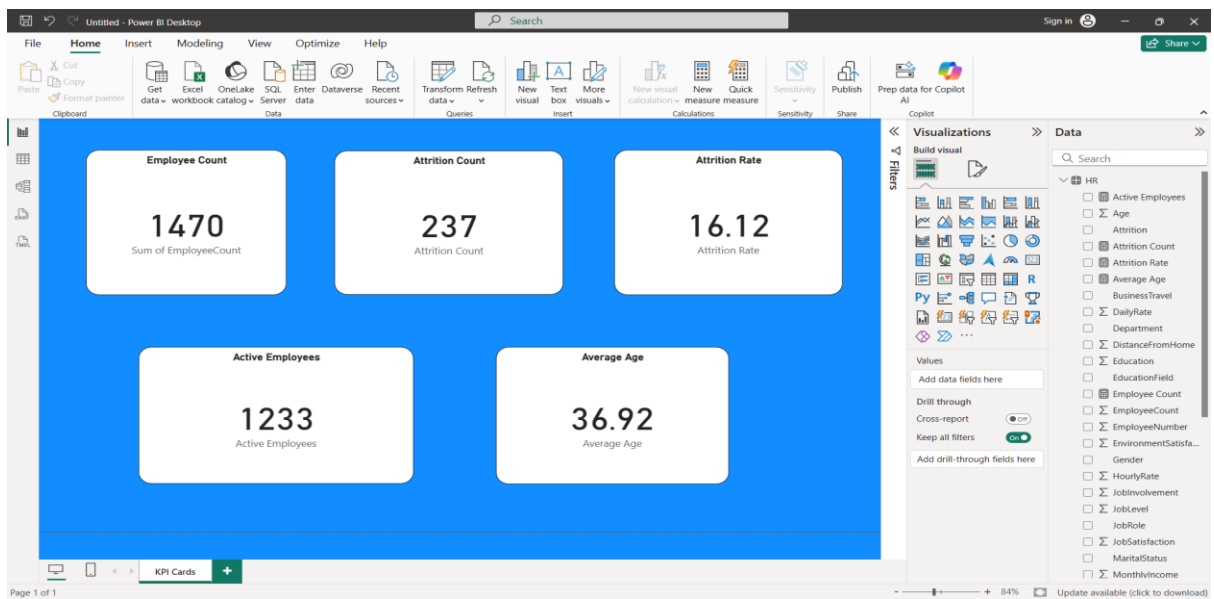 Untitled - Power BI Desktop
Search
Sign in
File Home Insert Modeling View Optimize Help
Share
Paste
Cut
Copy
Format painter
Clipboard
Get data
Excel workbook
OneLake catalog
SQL Server
Enter data
Dataverse
Recent sources
Data
Transform data
Refresh
Queries
New visual
Text box
More visuals
Insert
New visual calculation
New measure
Quick measure
Calculations
Sensitivity
Sensitivity
Publish
Share
Prep data for AI
Copilot
Copilot
Employee Count
1470
Sum of EmployeeCount
Attrition Count
237
Attrition Count
Attrition Rate
16.12
Attrition Rate
Active Employees
1233
Active Employees
Average Age
36.92
Average Age
Filters
Visualizations
Build visual
R
Py
123
Values
Add data fields here
Drill through
Cross-report
Off
Keep all filters
On
Add drill-through fields here
Data
Search
HR
Active Employees
Age
Attrition
Attrition Count
Attrition Rate
Average Age
BusinessTravel
DailyRate
Department
DistanceFromHome
Education
EducationField
Employee Count
EmployeeCount
EmployeeNumber
EnvironmentSatisfa...
Gender
HourlyRate
JobInvolvement
JobLevel
JobRole
JobSatisfaction
MaritalStatus
MonthlyIncome
TMDL
KPI Cards
Page 1 of 1
84%
Update available (click to download)